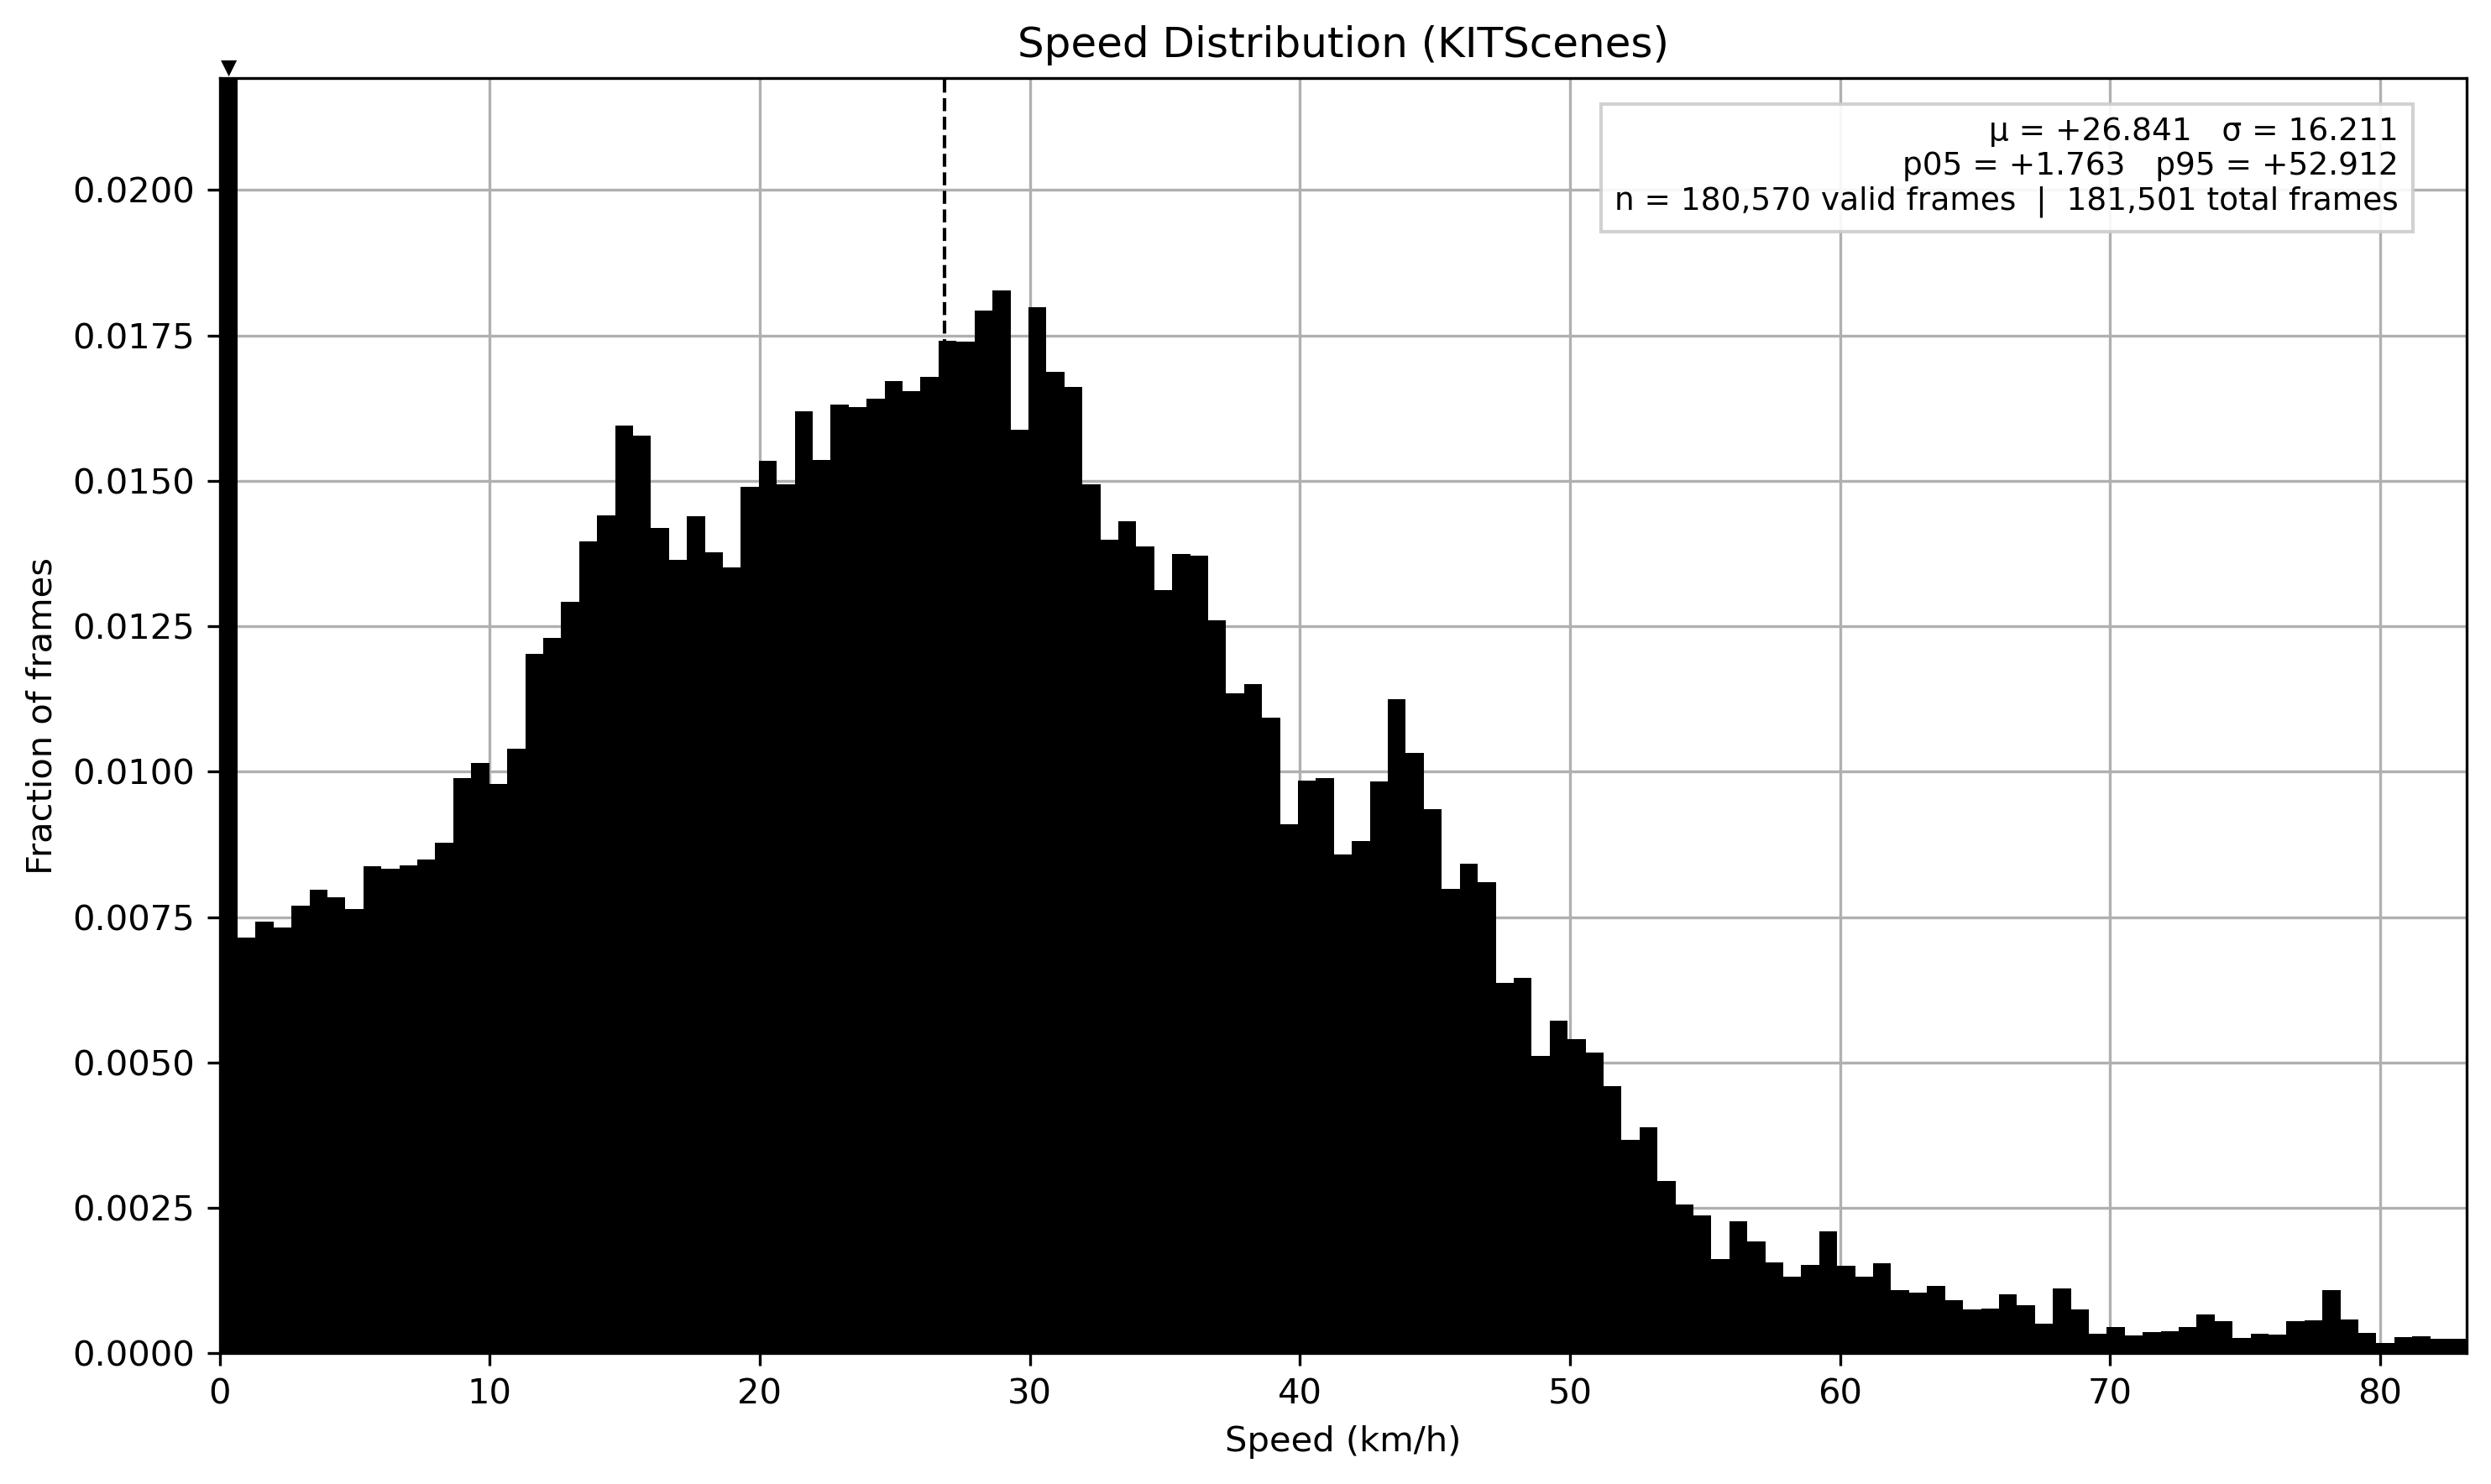 Speed Distribution (KITScenes)
μ = +26.841 σ = 16.211
p05 = +1.763 p95 = +52.912
n = 180,570 valid frames | 181,501 total frames
Fraction of frames
0.0200
0.0175
0.0150
0.0125
0.0100
0.0075
0.0050
0.0025
0.0000
0 10 20 30 40 50 60 70 80
Speed (km/h)